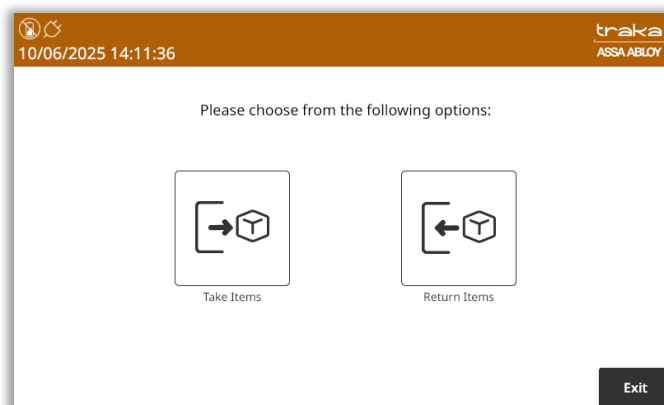 10/06/2025 14:11:36
traka
ASSA ABLOY
Please choose from the following options:
Take Items
Return Items
Exit